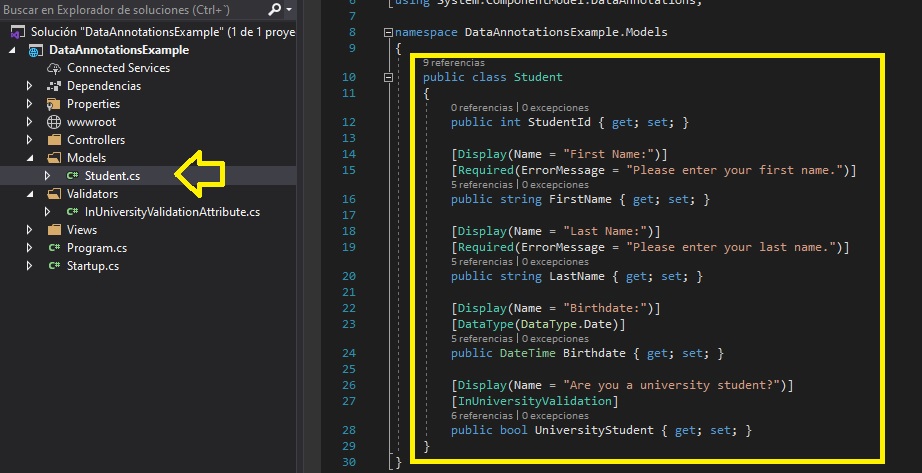 Buscar en Explorador de soluciones (Ctrl+`)
Solución "DataAnnotationsExample" (1 de 1 proye
DataAnnotationsExample
Connected Services
Dependencias
Properties
wwwroot
Controllers
Models
C# Student.cs
Validators
C# InUniversityValidationAttribute.cs
Views
C# Program.cs
C# Startup.cs
6 using System.ComponentModel.DataAnnotations;
7
8 namespace DataAnnotationsExample.Models
9 {
9 referencias
10 public class Student
11 {
0 referencias | 0 excepciones
12 public int StudentId { get; set; }
13
14 [Display(Name = "First Name:")]
15 [Required(ErrorMessage = "Please enter your first name.")]
5 referencias | 0 excepciones
16 public string FirstName { get; set; }
17
18 [Display(Name = "Last Name:")]
19 [Required(ErrorMessage = "Please enter your last name.")]
5 referencias | 0 excepciones
20 public string LastName { get; set; }
21
22 [Display(Name = "Birthdate:")]
23 [DataType(DataType.Date)]
5 referencias | 0 excepciones
24 public DateTime Birthdate { get; set; }
25
26 [Display(Name = "Are you a university student?")]
27 [InUniversityValidation]
6 referencias | 0 excepciones
28 public bool UniversityStudent { get; set; }
29 }
30 }